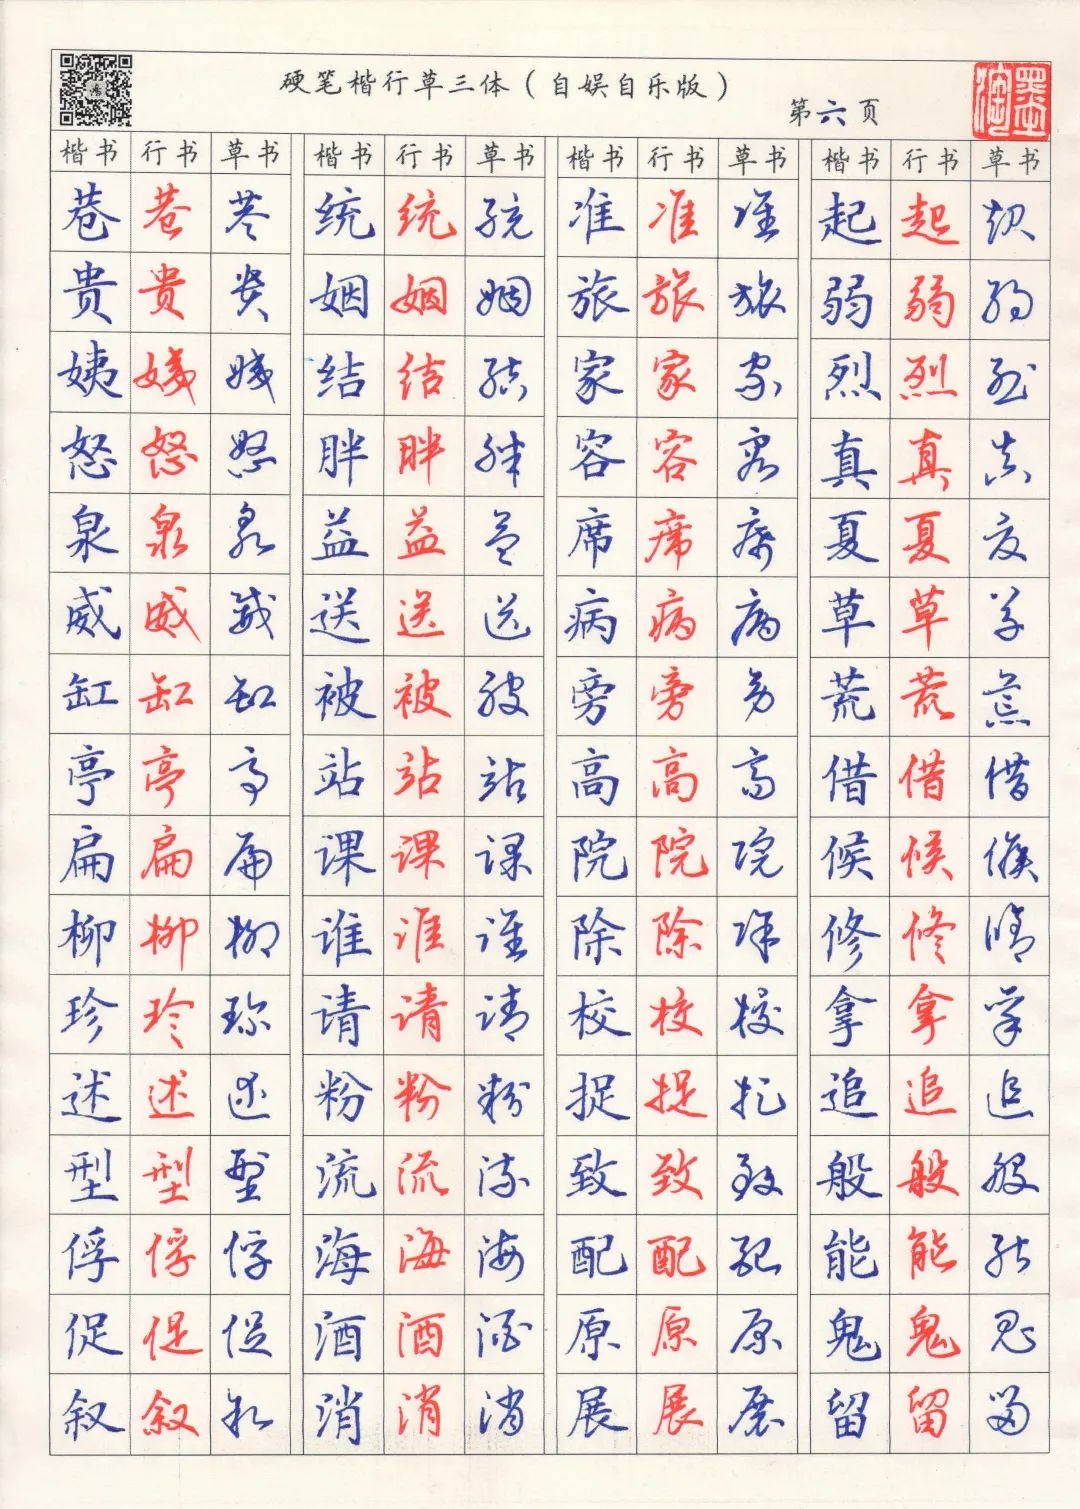 硬笔楷行草三体（自娱自乐版）
第六页
楷书 行书 草书 楷书 行书 草书 楷书 行书 草书 楷书 行书 草书
巷 巷 巷 统 统 统 准 准 准 起 起 起
贵 贵 贵 姻 姻 姻 旅 旅 旅 弱 弱 弱
姨 姨 姨 结 结 结 家 家 家 烈 烈 烈
怒 怒 怒 胖 胖 胖 容 容 容 真 真 真
泉 泉 泉 益 益 益 席 席 席 夏 夏 夏
威 威 威 送 送 送 病 病 病 草 草 草
缸 缸 缸 被 被 被 旁 旁 旁 荒 荒 荒
亭 亭 亭 站 站 站 高 高 高 借 借 借
扁 扁 扁 课 课 课 院 院 院 候 候 候
柳 柳 柳 谁 谁 谁 除 除 除 修 修 修
珍 珍 珍 请 请 请 校 校 校 拿 拿 拿
述 述 述 粉 粉 粉 捉 捉 捉 追 追 追
型 型 型 流 流 流 致 致 致 般 般 般
俘 俘 俘 海 海 海 配 配 配 能 能 能
促 促 促 酒 酒 酒 原 原 原 鬼 鬼 鬼
叙 叙 叙 消 消 消 展 展 展 留 留 留